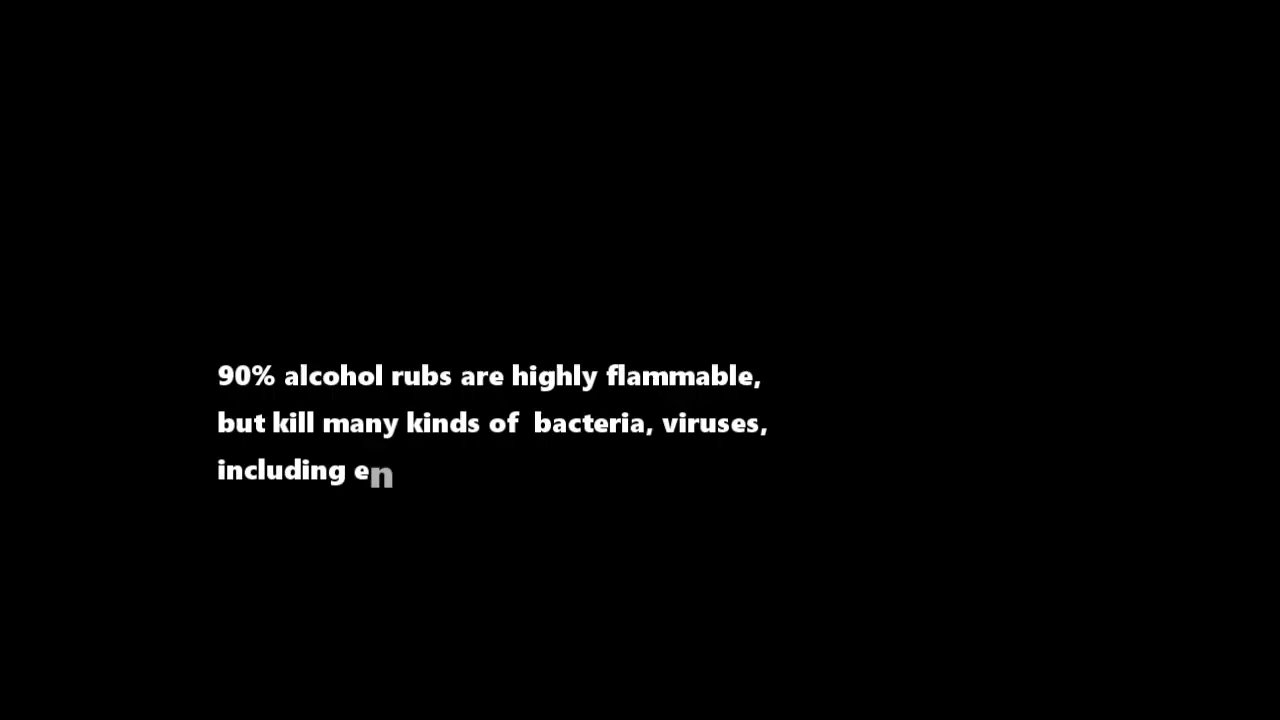 90% alcohol rubs are highly flammable,
but kill many kinds of  bacteria, viruses,
including en